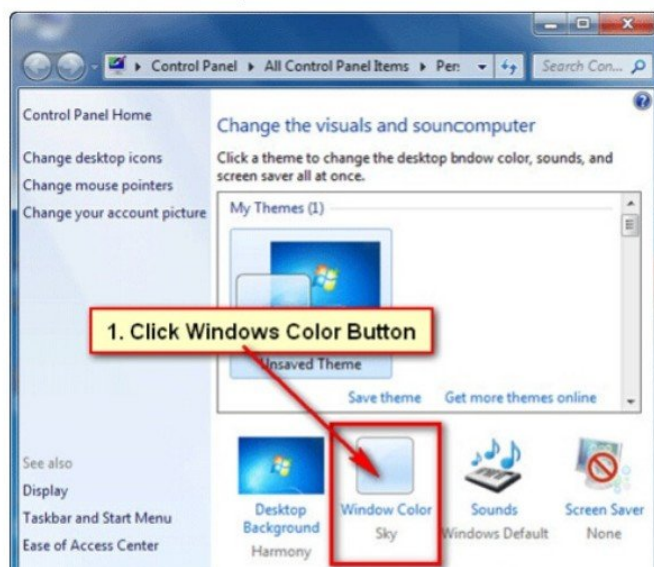 Control Panel ▸ All Control Panel Items ▸ Per:
Search Con...
Control Panel Home
Change desktop icons
Change mouse pointers
Change your account picture
Change the visuals and souncomputer
Click a theme to change the desktop bndow color, sounds, and
screen saver all at once.
My Themes (1)
1. Click Windows Color Button
Unsaved Theme
Save theme Get more themes online
See also
Display
Taskbar and Start Menu
Ease of Access Center
Desktop
Background
Harmony
Window Color
Sky
Sounds
Windows Default
Screen Saver
None